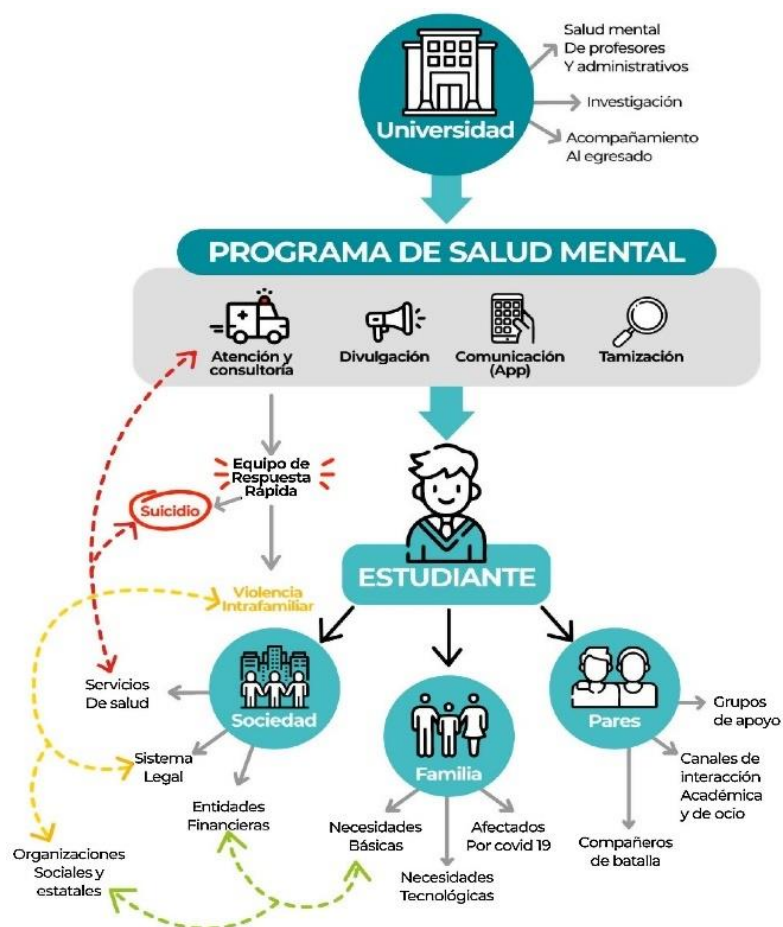 Salud mental
De profesores
Y administrativos
Investigación
Acompañamiento
Al egresado
Universidad
PROGRAMA DE SALUD MENTAL
Atención y
consultoría
Divulgación
Comunicación
(App)
Tamización
Equipo de
Respuesta
Rápida
Suicidio
Violencia
Intrafamiliar
ESTUDIANTE
Sociedad
Servicios
De salud
Sistema
Legal
Entidades
Financieras
Organizaciones
Sociales y
estatales
Familia
Necesidades
Básicas
Necesidades
Tecnológicas
Afectados
Por covid 19
Pares
Grupos
de apoyo
Canales de
interacción
Académica
y de ocio
Compañeros
de batalla